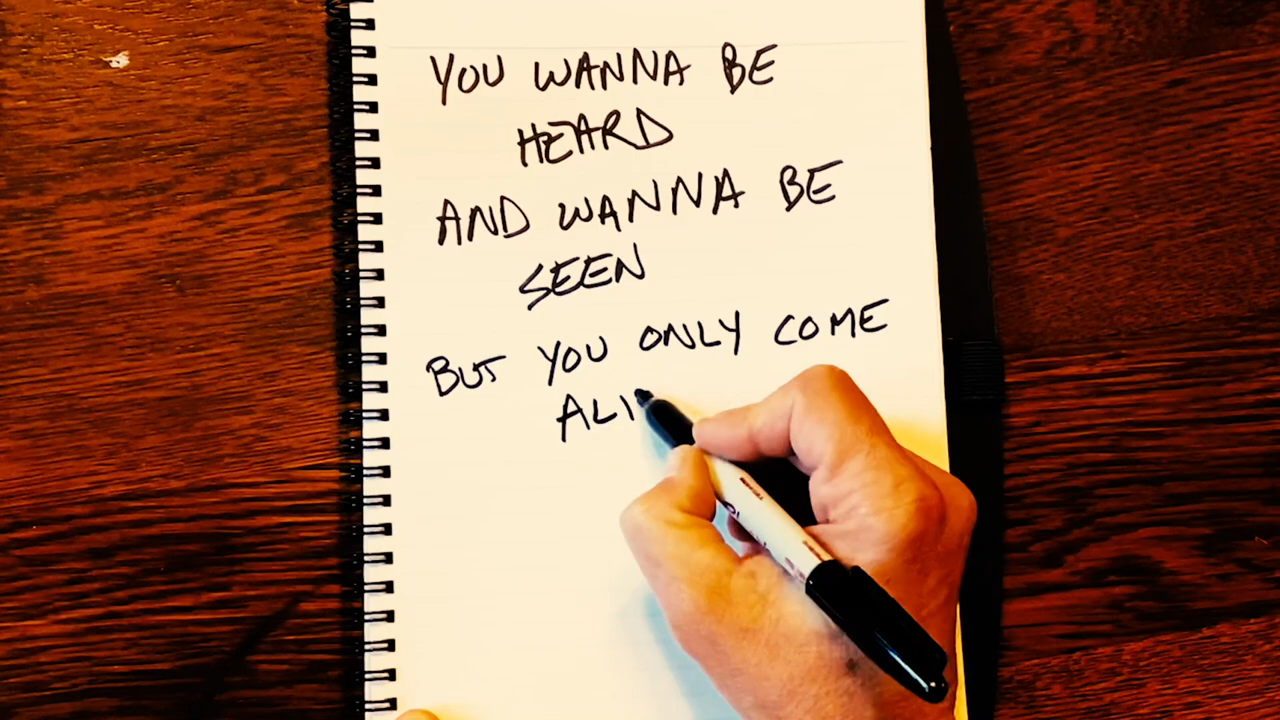 YOU WANNA BE
HEARD
AND WANNA BE
SEEN
BUT YOU ONLY COME
ALI